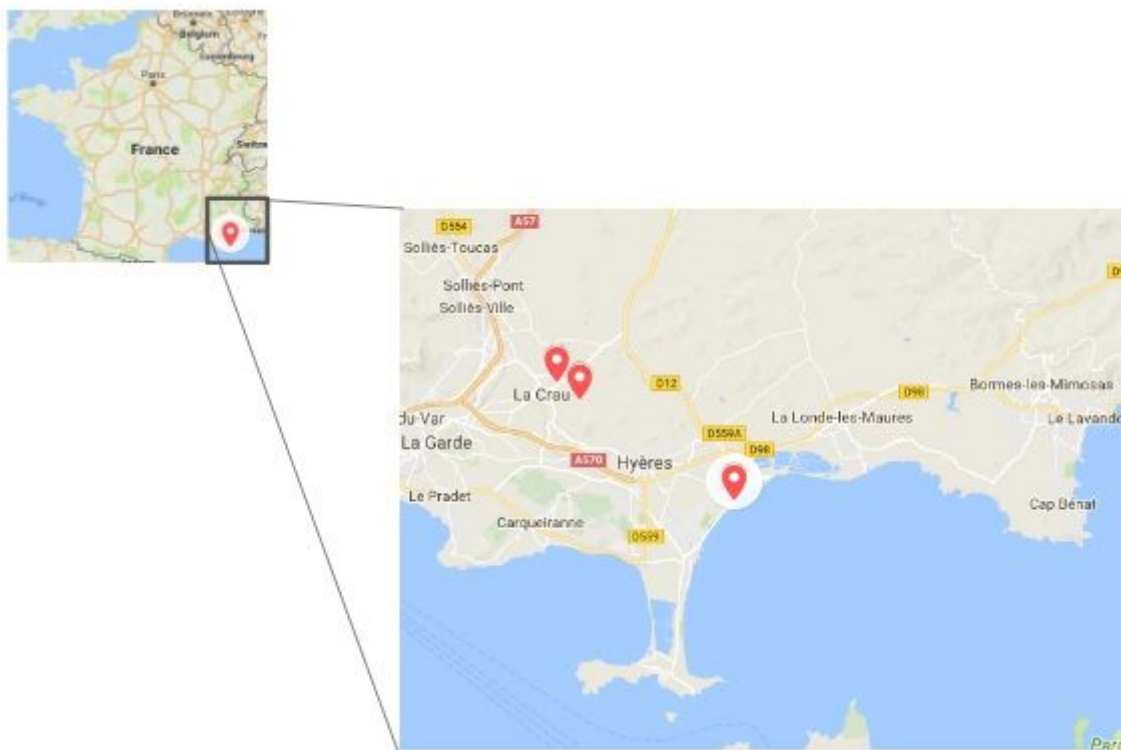 Belgium
Luxembourg
Paris
France
A57
D554
Solliès-Toucas
Solliès-Pont
Solliès-Ville
La Crau
D12
D98
Bormes-les-Mimosas
La Londe-les-Maures
Le Lavando
du-Var
La Garde
D559A
D98
A570
Hyères
Le Pradet
Cap Bénat
Carqueiranne
D559